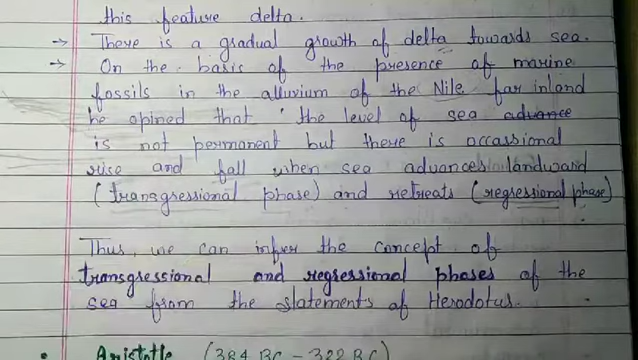 this feature delta.
→ There is a gradual growth of delta towards sea.
→ On the basis of the presence of marine
fossils in the alluvium of the Nile far inland
he opined that the level of sea advance
is not permanent but there is occassional
rise and fall when sea advances landward
(transgressional phase) and retreats (regressional phase)
Thus, we can infer the concept of
transgressional and regressional phases of the
sea from the statements of Herodotus.
• Aristotle (384 BC - 322 BC)